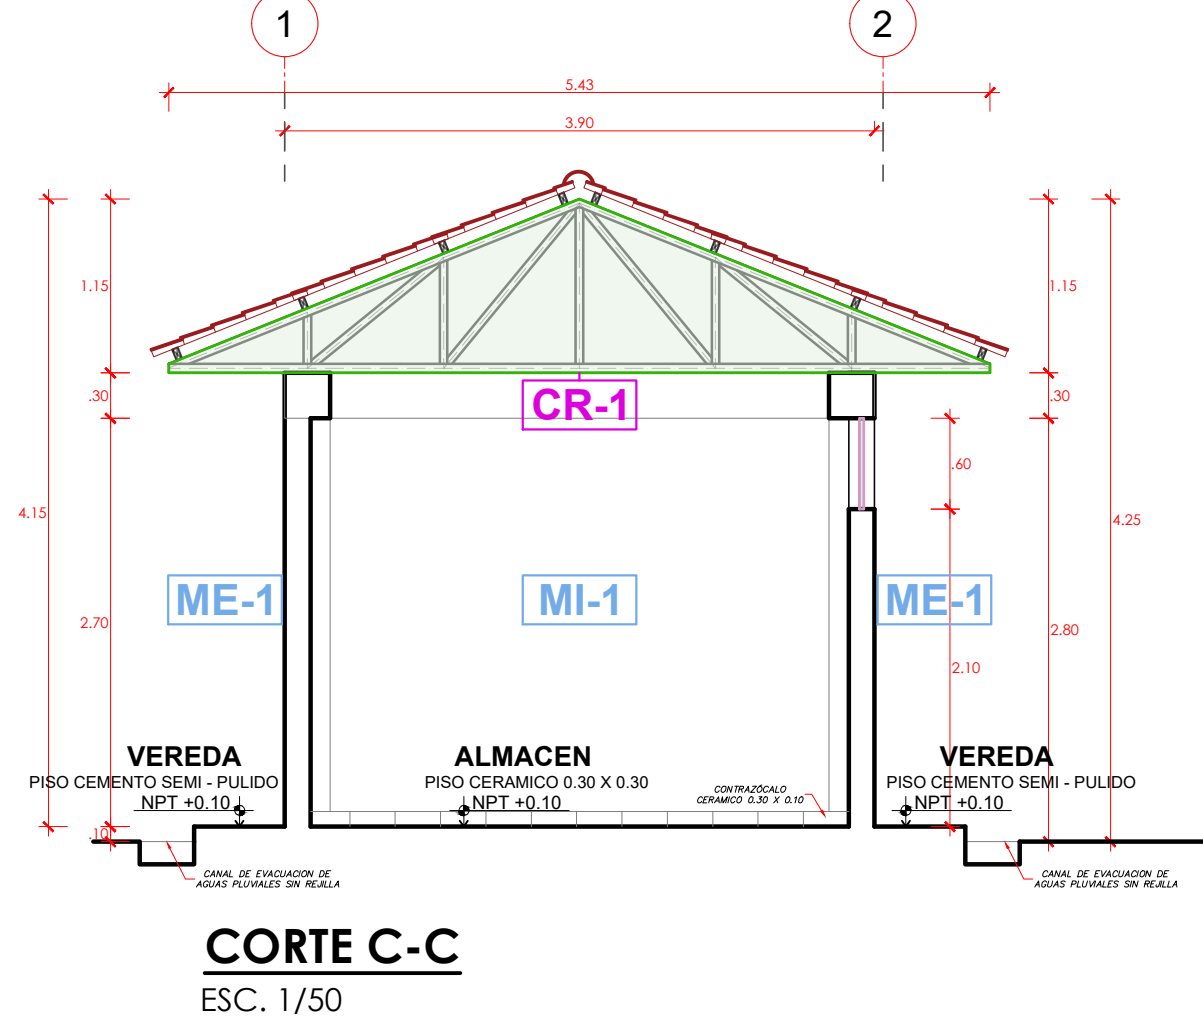 1
2
5.43
3.90
1.15
1.15
.30
.30
CR-1
.60
4.15
4.25
ME-1
MI-1
ME-1
2.70
2.80
2.10
VEREDA
PISO CEMENTO SEMI - PULIDO
NPT +0.10
ALMACEN
PISO CERAMICO 0.30 X 0.30
NPT +0.10
CONTRAZÓCALO
CERAMICO 0.30 X 0.10
VEREDA
PISO CEMENTO SEMI - PULIDO
NPT +0.10
.10
CANAL DE EVACUACION DE
AGUAS PLUVIALES SIN REJILLA
CANAL DE EVACUACION DE
AGUAS PLUVIALES SIN REJILLA
CORTE C-C
ESC. 1/50